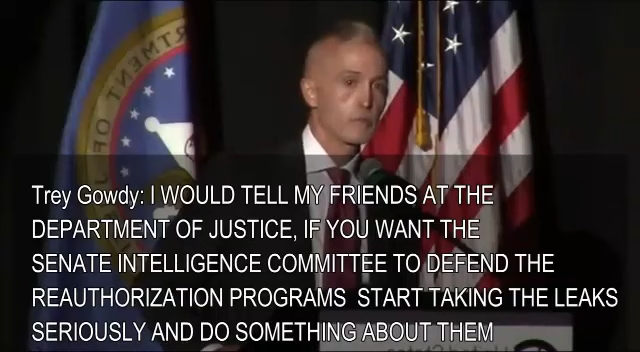 Trey Gowdy: I WOULD TELL MY FRIENDS AT THE
DEPARTMENT OF JUSTICE, IF YOU WANT THE
SENATE INTELLIGENCE COMMITTEE TO DEFEND THE
REAUTHORIZATION PROGRAMS  START TAKING THE LEAKS
SERIOUSLY AND DO SOMETHING ABOUT THEM